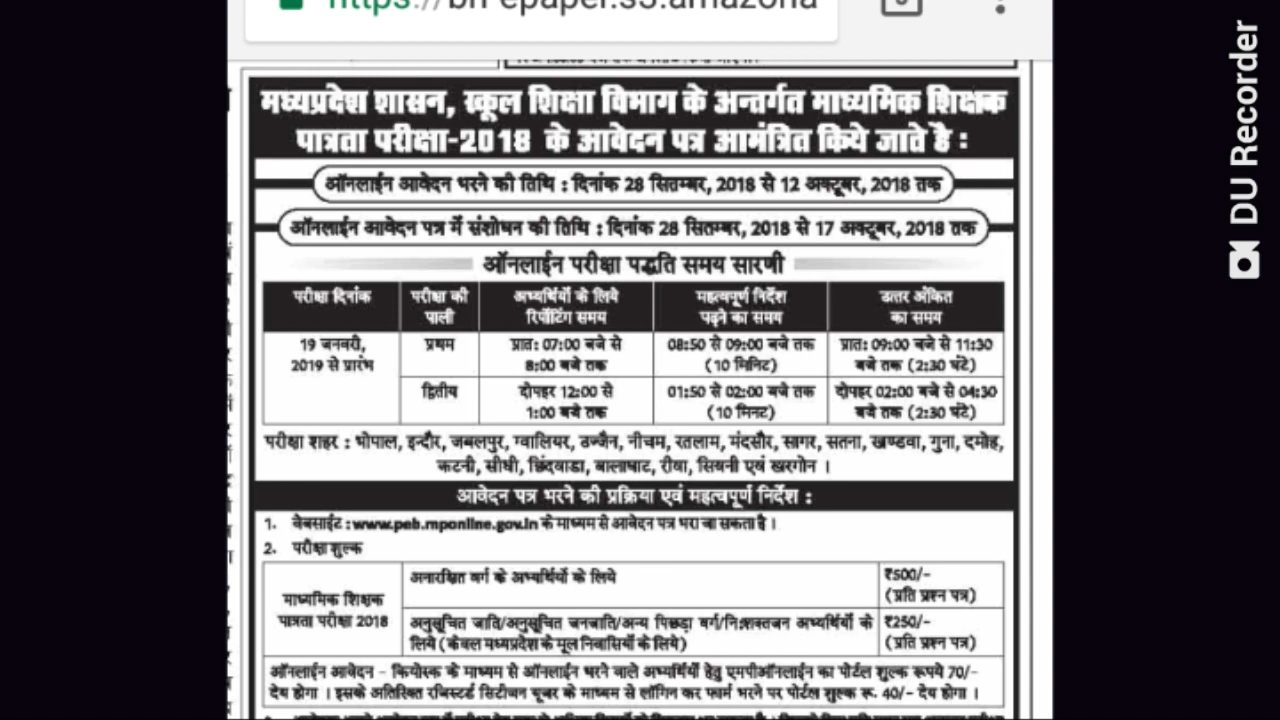 https://bh-epaper.s3.amazona
DU Recorder
मध्यप्रदेश शासन, स्कूल शिक्षा विभाग के अन्तर्गत माध्यमिक शिक्षक
पात्रता परीक्षा-2018 के आवेदन पत्र आमंत्रित किये जाते है :
ऑनलाईन आवेदन भरने की तिथि : दिनांक 28 सितम्बर, 2018 से 12 अक्टूबर, 2018 तक
ऑनलाईन आवेदन पत्र में संशोधन की तिथि : दिनांक 28 सितम्बर, 2018 से 17 अक्टूबर, 2018 तक
ऑनलाईन परीक्षा पद्धति समय सारणी
परीक्षा दिनांक परीक्षा की पाली अभ्यर्थियों के लिये रिपोर्टिंग समय महत्वपूर्ण निर्देश पढ़ने का समय उत्तर अंकित का समय
19 जनवरी, 2019 से प्रारंभ प्रथम प्रात: 07:00 बजे से 8:00 बजे तक 08:50 से 09:00 बजे तक (10 मिनिट) प्रात: 09:00 बजे से 11:30 बजे तक (2:30 घंटे)
द्वितीय दोपहर 12:00 से 1:00 बजे तक 01:50 से 02:00 बजे तक (10 मिनट) दोपहर 02:00 बजे से 04:30 बजे तक (2:30 घंटे)
परीक्षा शहर : भोपाल, इन्दौर, जबलपुर, ग्वालियर, उज्जैन, नीचम, रतलाम, मंदसौर, सागर, सतना, खण्डवा, गुना, दमोह,
कटनी, सीधी, छिंदवाडा, बालाघाट, रीवा, सिवनी एवं खरगोन ।
आवेदन पत्र भरने की प्रक्रिया एवं महत्वपूर्ण निर्देश :
1. वेबसाईट : www.peb.mponline.gov.in के माध्यम से आवेदन पत्र भरा जा सकता है ।
2. परीक्षा शुल्क
माध्यमिक शिक्षक पात्रता परीक्षा 2018 अनारक्षित वर्ग के अभ्यर्थियों के लिये ₹500/- (प्रति प्रश्न पत्र)
अनुसूचित जाति/अनुसूचित जनजाति/अन्य पिछड़ा वर्ग/निःशक्तजन अभ्यर्थियों के लिये (केवल मध्यप्रदेश के मूल निवासियों के लिये) ₹250/- (प्रति प्रश्न पत्र)
ऑनलाईन आवेदन - कियोस्क के माध्यम से ऑनलाईन भरने वाले अभ्यर्थियों हेतु एमपीऑनलाईन का पोर्टल शुल्क रूपये 70/-
देय होगा । इसके अतिरिक्त रजिस्टर्ड सिटीजन यूजर के माध्यम से लॉगिन कर फार्म भरने पर पोर्टल शुल्क रू. 40/- देय होगा ।